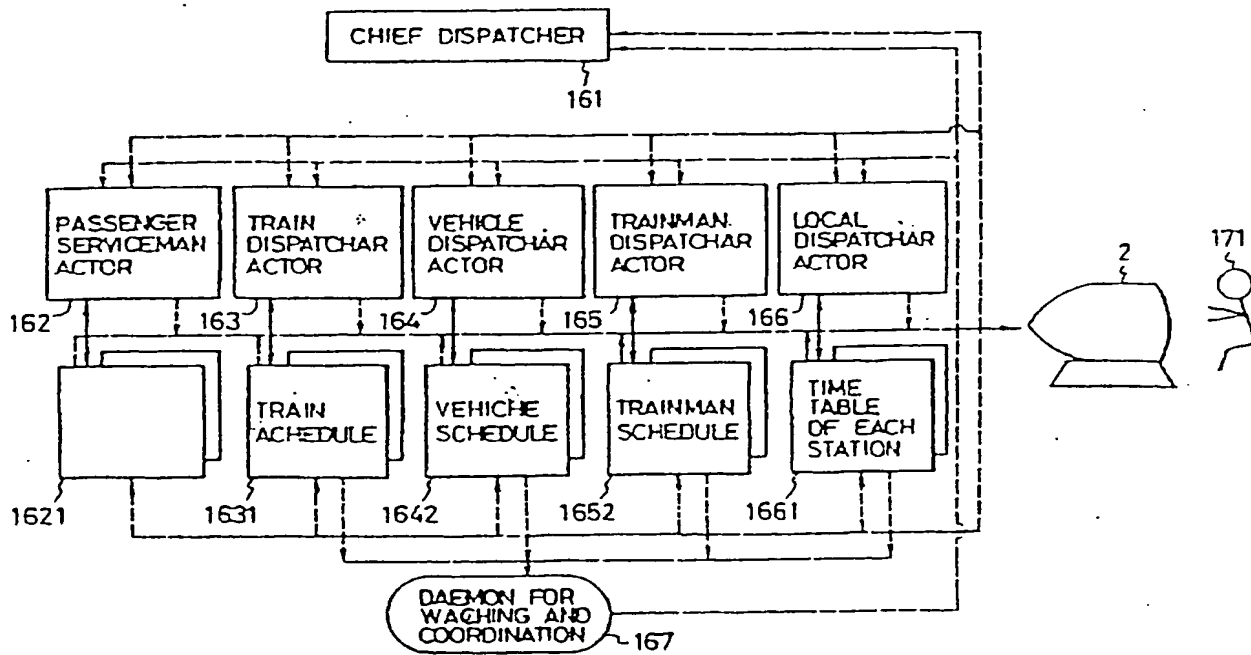 CHIEF DISPATCHER
161
PASSENGER
SERVICEMAN
ACTOR
TRAIN
DISPATCHAR
ACTOR
VEHICLE
DISPATCHAR
ACTOR
TRAINMAN.
DISPATCHAR
ACTOR
LOCAL
DISPATCHAR
ACTOR
162
163
164
165
166
2
171
TRAIN
ACHEDULE
VEHICHE
SCHEDULE
TRAINMAN
SCHEDULE
TIME
TABLE
OF EACH
STATION
1621
1631
1642
1652
1661
DAEMON FOR
WACHING AND
COORDINATION
167